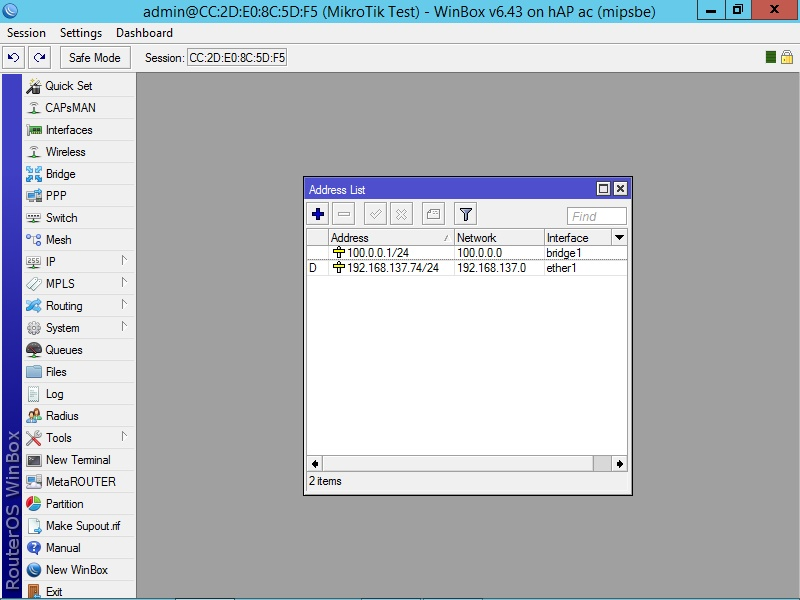 admin@CC:2D:E0:8C:5D:F5 (MikroTik Test) - WinBox v6.43 on hAP ac (mipsbe)
Session Settings Dashboard
Safe Mode Session: CC:2D:E0:8C:5D:F5
Quick Set
CAPsMAN
Interfaces
Wireless
Bridge
PPP
Switch
Mesh
IP
MPLS
Routing
System
Queues
Files
Log
Radius
Tools
New Terminal
MetaROUTER
Partition
Make Supout.rif
Manual
New WinBox
Exit
RouterOS WinBox
Address List
Find
Address Network Interface
100.0.0.1/24 100.0.0.0 bridge1
D 192.168.137.74/24 192.168.137.0 ether1
2 items